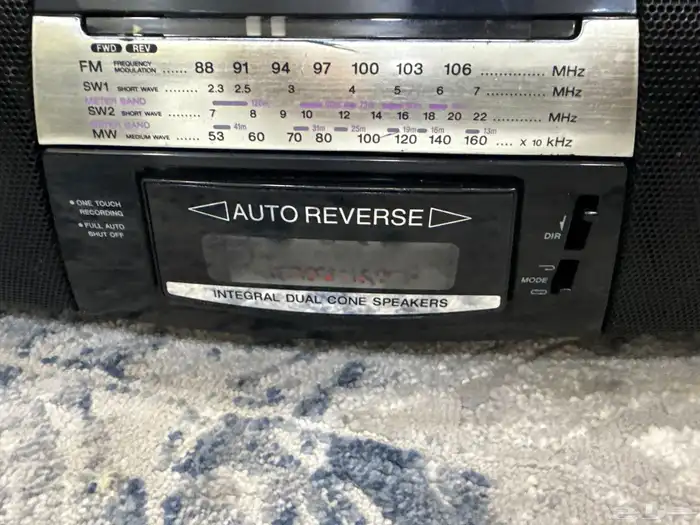 FWD REV
FM FREQUENCY MODULATION ...... 88 91 94 97 100 103 106 .............. MHz
SW1 SHORT WAVE ......... 2.3 2.5 3 4 5 6 7 ............ MHz
METER BAND 120m
SW2 SHORT WAVE ......... 7 8 9 10 12 14 16 18 20 22 ............ MHz
METER BAND 41m 31m 25m 19m 16m 13m
MW MEDIUM WAVE ......... 53 60 70 80 100 120 140 160 .... x 10 kHz
• ONE TOUCH
RECORDING
• FULL AUTO
SHUT OFF
AUTO REVERSE
DIR
MODE
INTEGRAL DUAL CONE SPEAKERS